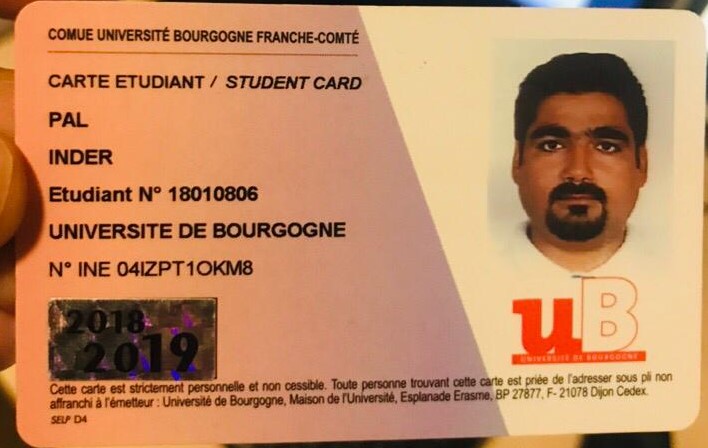 COMUE UNIVERSITÉ BOURGOGNE FRANCHE-COMTÉ
CARTE ETUDIANT / STUDENT CARD
PAL
INDER
Etudiant N° 18010806
UNIVERSITE DE BOURGOGNE
N° INE 04IZPT1OKM8
uB
UNIVERSITÉ DE BOURGOGNE
2018
2019
Cette carte est strictement personnelle et non cessible. Toute personne trouvant cette carte est priée de l'adresser sous pli non
affranchi à l'émetteur : Université de Bourgogne, Maison de l'Université, Esplanade Erasme, BP 27877, F- 21078 Dijon Cedex.
SELP D4